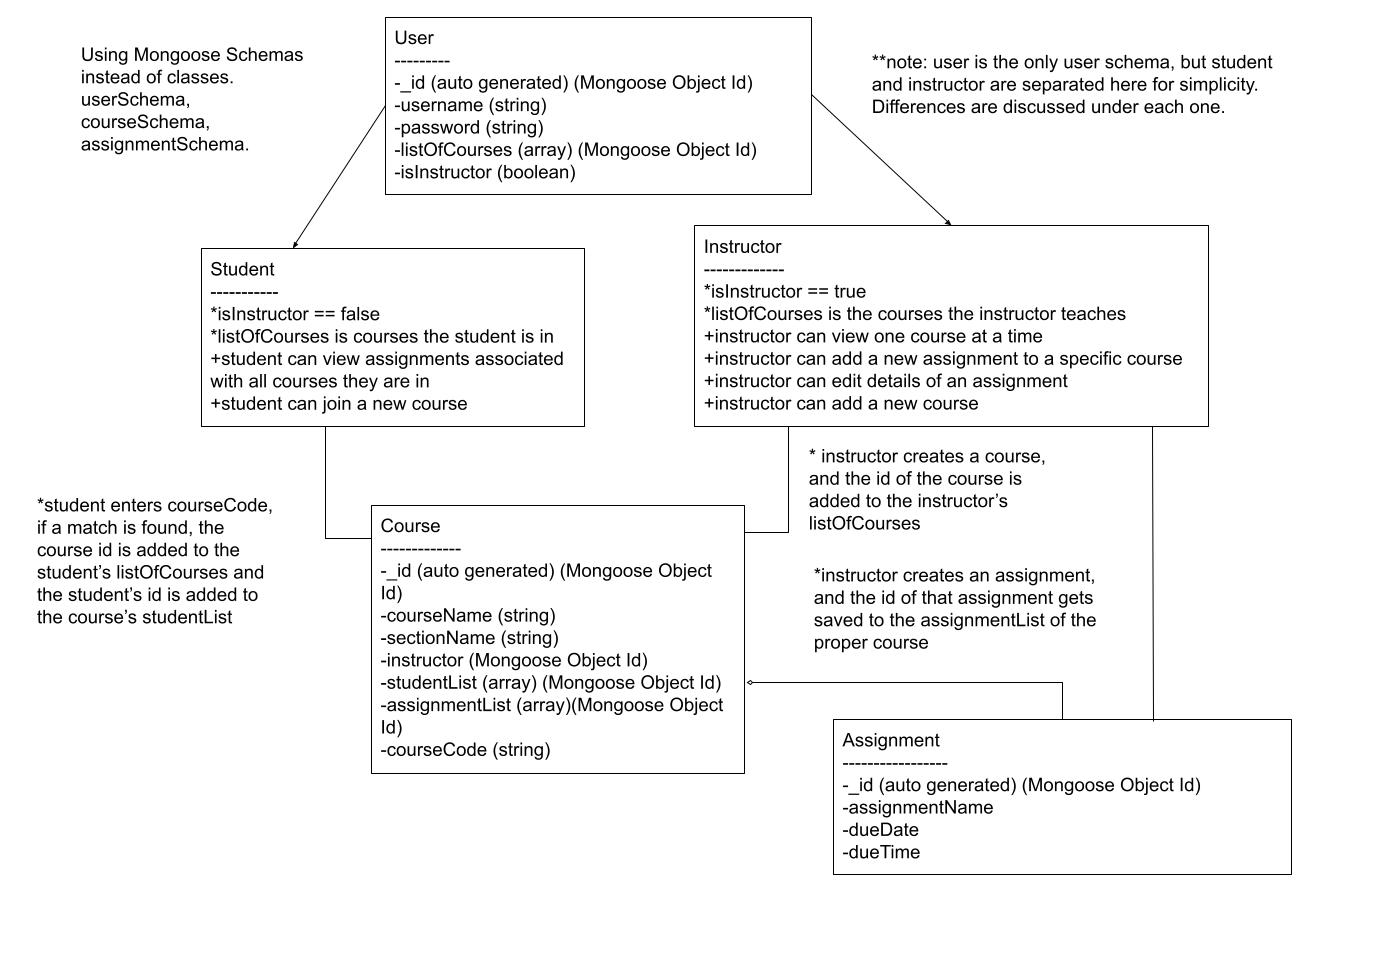 Using Mongoose Schemas
instead of classes.
userSchema,
courseSchema,
assignmentSchema.
User
---------
-_id (auto generated) (Mongoose Object Id)
-username (string)
-password (string)
-listOfCourses (array) (Mongoose Object Id)
-isInstructor (boolean)
**note: user is the only user schema, but student
and instructor are separated here for simplicity.
Differences are discussed under each one.
Student
-----------
*isInstructor == false
*listOfCourses is courses the student is in
+student can view assignments associated
with all courses they are in
+student can join a new course
Instructor
-------------
*isInstructor == true
*listOfCourses is the courses the instructor teaches
+instructor can view one course at a time
+instructor can add a new assignment to a specific course
+instructor can edit details of an assignment
+instructor can add a new course
*student enters courseCode,
if a match is found, the
course id is added to the
student’s listOfCourses and
the student’s id is added to
the course’s studentList
Course
-------------
-_id (auto generated) (Mongoose Object
Id)
-courseName (string)
-sectionName (string)
-instructor (Mongoose Object Id)
-studentList (array) (Mongoose Object Id)
-assignmentList (array)(Mongoose Object
Id)
-courseCode (string)
* instructor creates a course,
and the id of the course is
added to the instructor’s
listOfCourses
*instructor creates an assignment,
and the id of that assignment gets
saved to the assignmentList of the
proper course
Assignment
-----------------
-_id (auto generated) (Mongoose Object Id)
-assignmentName
-dueDate
-dueTime